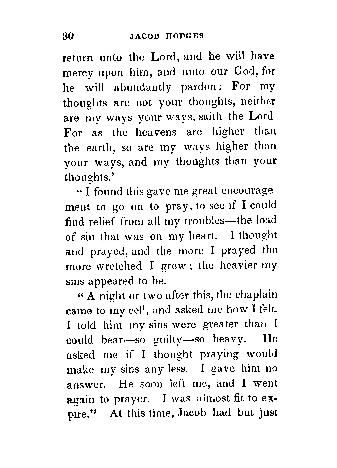 30 JACOB HODGES
return unto the Lord, and he will have
mercy upon him, and unto our God, for
he will abundantly pardon: For my
thoughts are not your thoughts, neither
are my ways your ways, saith the Lord
For as the heavens are higher than
the earth, so are my ways higher than
your ways, and my thoughts than your
thoughts.'
"I found this gave me great encourage
ment to go on to pray, to see if I could
find relief from all my troubles—the load
of sin that was on my heart. I thought
and prayed, and the more I prayed the
more wretched I grew; the heavier my
sins appeared to be.
"A night or two after this, the chaplain
came to my cell, and asked me how I felt.
I told him my sins were greater than I
could bear—so guilty—so heavy. He
asked me if I thought praying would
make my sins any less. I gave him no
answer. He soon left me, and I went
again to prayer. I was almost fit to ex-
pire." At this time, Jacob had but just